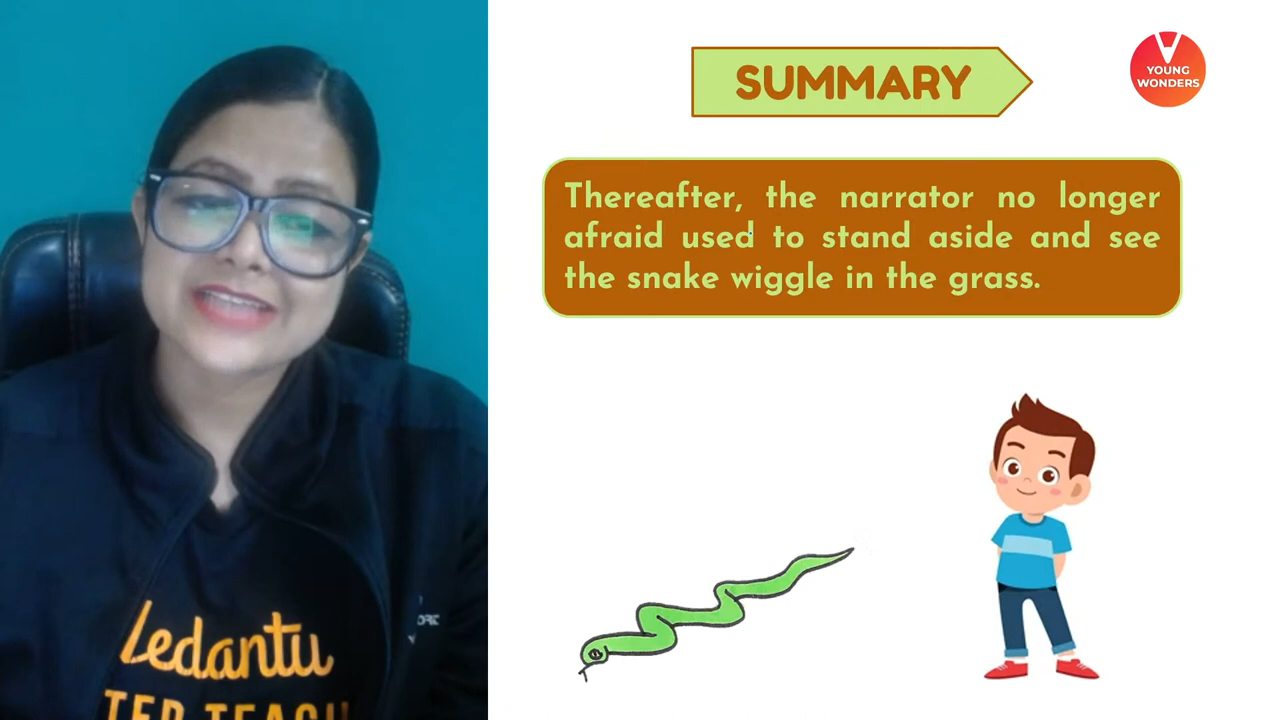 SUMMARY
YOUNG
WONDERS
Thereafter, the narrator no longer
afraid used to stand aside and see
the snake wiggle in the grass.
Vedantu